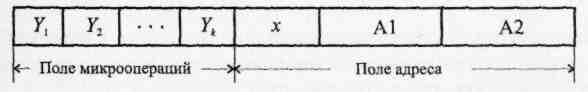 Y₁ Y₂ · · · Yₖ x A1 A2
Поле микроопераций Поле адреса